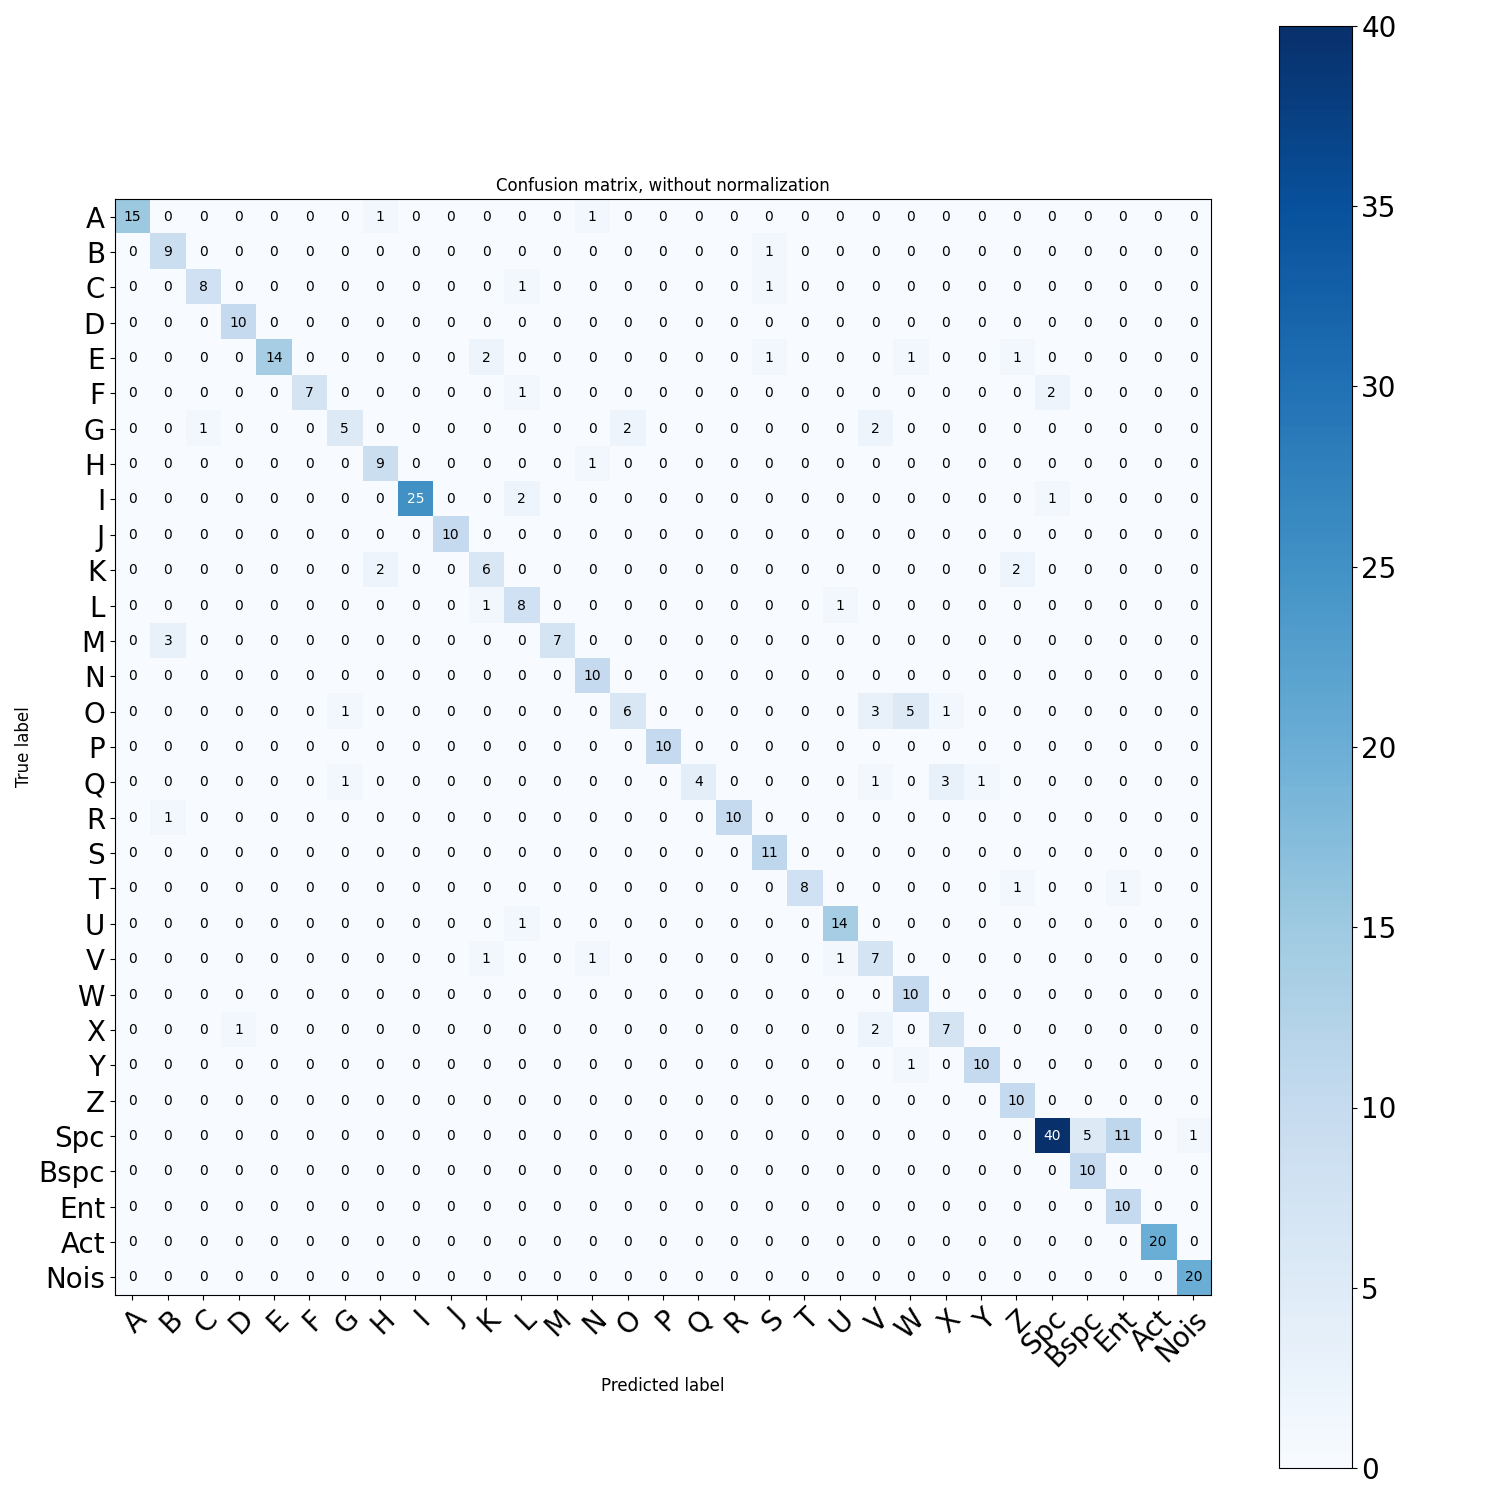 Confusion matrix, without normalization
A 15 0 0 0 0 0 0 1 0 0 0 0 0 1 0 0 0 0 0 0 0 0 0 0 0 0 0 0 0 0 0
B 0 9 0 0 0 0 0 0 0 0 0 0 0 0 0 0 0 0 1 0 0 0 0 0 0 0 0 0 0 0 0
C 0 0 8 0 0 0 0 0 0 0 0 1 0 0 0 0 0 0 1 0 0 0 0 0 0 0 0 0 0 0 0
D 0 0 0 10 0 0 0 0 0 0 0 0 0 0 0 0 0 0 0 0 0 0 0 0 0 0 0 0 0 0 0
E 0 0 0 0 14 0 0 0 0 0 2 0 0 0 0 0 0 0 1 0 0 0 1 0 0 1 0 0 0 0 0
F 0 0 0 0 0 7 0 0 0 0 0 1 0 0 0 0 0 0 0 0 0 0 0 0 0 0 2 0 0 0 0
G 0 0 1 0 0 0 5 0 0 0 0 0 0 0 2 0 0 0 0 0 0 2 0 0 0 0 0 0 0 0 0
H 0 0 0 0 0 0 0 9 0 0 0 0 0 1 0 0 0 0 0 0 0 0 0 0 0 0 0 0 0 0 0
I 0 0 0 0 0 0 0 0 25 0 0 2 0 0 0 0 0 0 0 0 0 0 0 0 0 0 1 0 0 0 0
J 0 0 0 0 0 0 0 0 0 10 0 0 0 0 0 0 0 0 0 0 0 0 0 0 0 0 0 0 0 0 0
K 0 0 0 0 0 0 0 2 0 0 6 0 0 0 0 0 0 0 0 0 0 0 0 0 0 2 0 0 0 0 0
L 0 0 0 0 0 0 0 0 0 0 1 8 0 0 0 0 0 0 0 0 1 0 0 0 0 0 0 0 0 0 0
M 0 3 0 0 0 0 0 0 0 0 0 0 7 0 0 0 0 0 0 0 0 0 0 0 0 0 0 0 0 0 0
N 0 0 0 0 0 0 0 0 0 0 0 0 0 10 0 0 0 0 0 0 0 0 0 0 0 0 0 0 0 0 0
O 0 0 0 0 0 0 1 0 0 0 0 0 0 0 6 0 0 0 0 0 0 3 5 1 0 0 0 0 0 0 0
P 0 0 0 0 0 0 0 0 0 0 0 0 0 0 0 10 0 0 0 0 0 0 0 0 0 0 0 0 0 0 0
Q 0 0 0 0 0 0 1 0 0 0 0 0 0 0 0 0 4 0 0 0 0 1 0 3 1 0 0 0 0 0 0
R 0 1 0 0 0 0 0 0 0 0 0 0 0 0 0 0 0 10 0 0 0 0 0 0 0 0 0 0 0 0 0
S 0 0 0 0 0 0 0 0 0 0 0 0 0 0 0 0 0 0 11 0 0 0 0 0 0 0 0 0 0 0 0
T 0 0 0 0 0 0 0 0 0 0 0 0 0 0 0 0 0 0 0 8 0 0 0 0 0 1 0 0 1 0 0
U 0 0 0 0 0 0 0 0 0 0 0 1 0 0 0 0 0 0 0 0 14 0 0 0 0 0 0 0 0 0 0
V 0 0 0 0 0 0 0 0 0 0 1 0 0 1 0 0 0 0 0 0 1 7 0 0 0 0 0 0 0 0 0
W 0 0 0 0 0 0 0 0 0 0 0 0 0 0 0 0 0 0 0 0 0 0 10 0 0 0 0 0 0 0 0
X 0 0 0 1 0 0 0 0 0 0 0 0 0 0 0 0 0 0 0 0 0 2 0 7 0 0 0 0 0 0 0
Y 0 0 0 0 0 0 0 0 0 0 0 0 0 0 0 0 0 0 0 0 0 0 1 0 10 0 0 0 0 0 0
Z 0 0 0 0 0 0 0 0 0 0 0 0 0 0 0 0 0 0 0 0 0 0 0 0 0 10 0 0 0 0 0
Spc 0 0 0 0 0 0 0 0 0 0 0 0 0 0 0 0 0 0 0 0 0 0 0 0 0 0 40 5 11 0 1
Bspc 0 0 0 0 0 0 0 0 0 0 0 0 0 0 0 0 0 0 0 0 0 0 0 0 0 0 0 10 0 0 0
Ent 0 0 0 0 0 0 0 0 0 0 0 0 0 0 0 0 0 0 0 0 0 0 0 0 0 0 0 0 10 0 0
Act 0 0 0 0 0 0 0 0 0 0 0 0 0 0 0 0 0 0 0 0 0 0 0 0 0 0 0 0 0 20 0
Nois 0 0 0 0 0 0 0 0 0 0 0 0 0 0 0 0 0 0 0 0 0 0 0 0 0 0 0 0 0 0 20
A B C D E F G H I J K L M N O P Q R S T U V W X Y Z Spc Bspc Ent Act Nois
Predicted label
True label
40
35
30
25
20
15
10
5
0